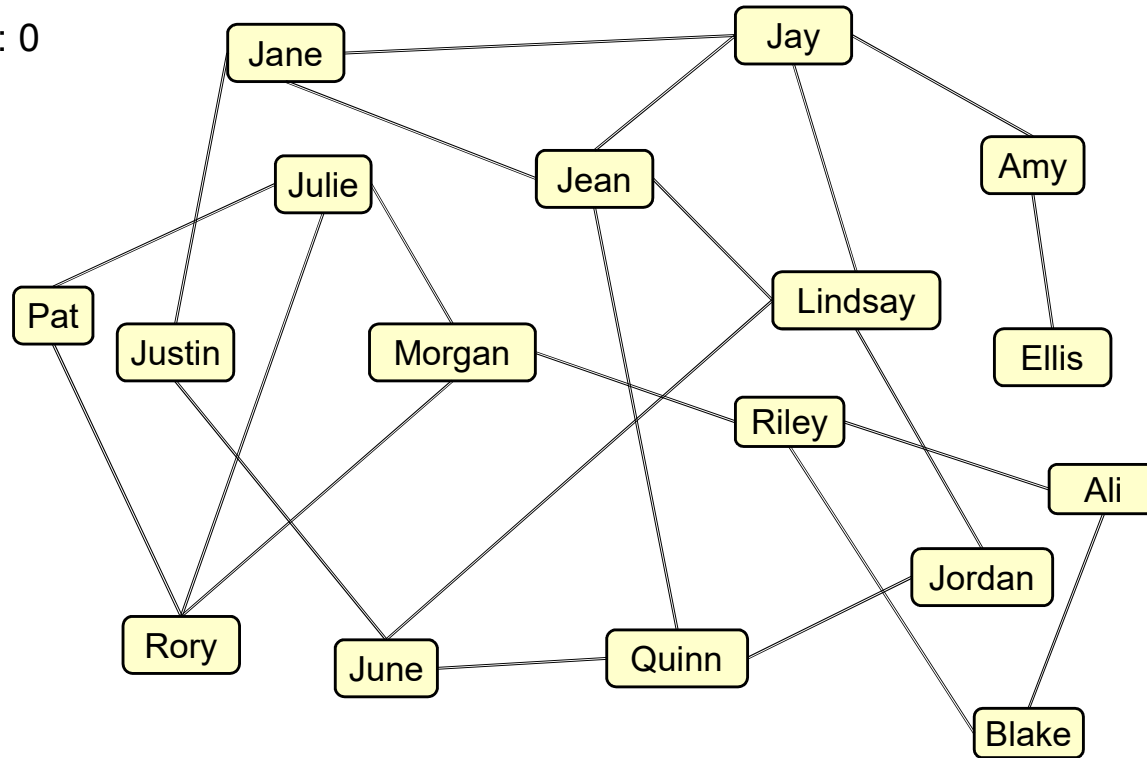 : 0
Jane
Jay
Julie
Jean
Amy
Pat
Justin
Morgan
Lindsay
Ellis
Riley
Ali
Jordan
Rory
June
Quinn
Blake